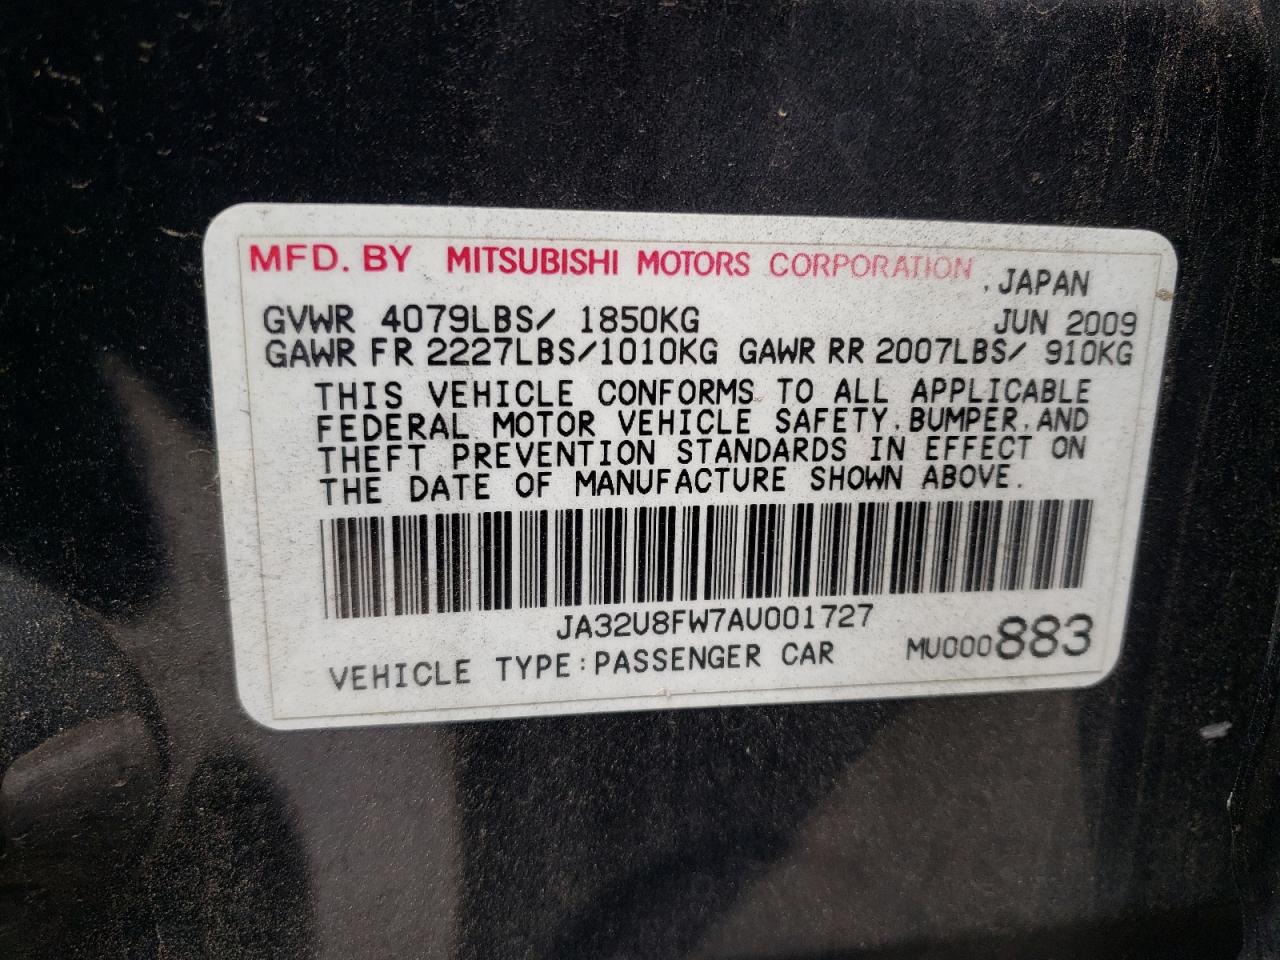 MFD. BY MITSUBISHI MOTORS CORPORATION
, JAPAN
GVWR 4079LBS/ 1850KG JUN 2009
GAWR FR 2227LBS/1010KG GAWR RR 2007LBS/ 910KG
THIS VEHICLE CONFORMS TO ALL APPLICABLE
FEDERAL MOTOR VEHICLE SAFETY, BUMPER, AND
THEFT PREVENTION STANDARDS IN EFFECT ON
THE DATE OF MANUFACTURE SHOWN ABOVE.
JA32U8FW7AU001727
VEHICLE TYPE:PASSENGER CAR MU000883